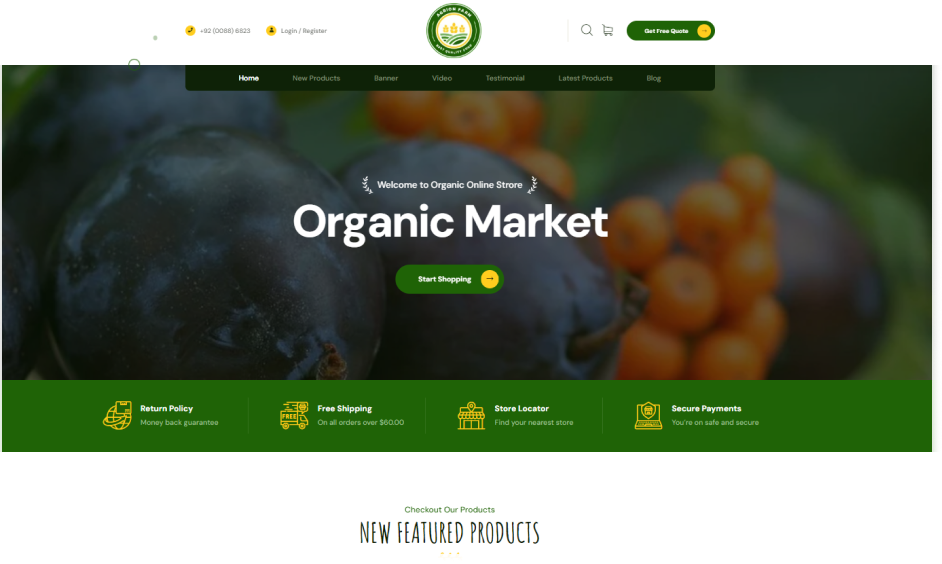 +92 (0088) 6823
Login / Register
AGRION FARM
BEST QUALITY FOOD
Get Free Quote
Home
New Products
Banner
Video
Testimonial
Latest Products
Blog
Welcome to Organic Online Strore
Organic Market
Start Shopping
Return Policy
Money back guarantee
FREE
Free Shipping
On all orders over $60.00
Store Locator
Find your nearest store
Secure Payments
You're on safe and secure
Checkout Our Products
NEW FEATURED PRODUCTS